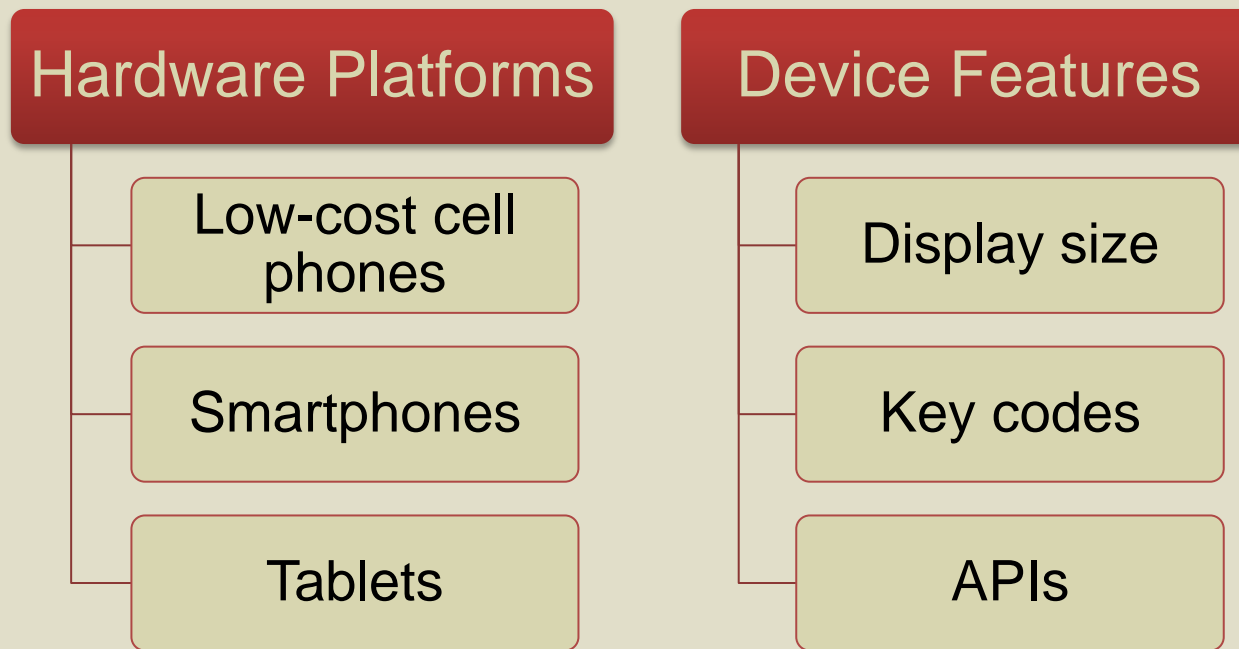 Hardware Platforms
Low-cost cell
phones
Smartphones
Tablets
Device Features
Display size
Key codes
APIs